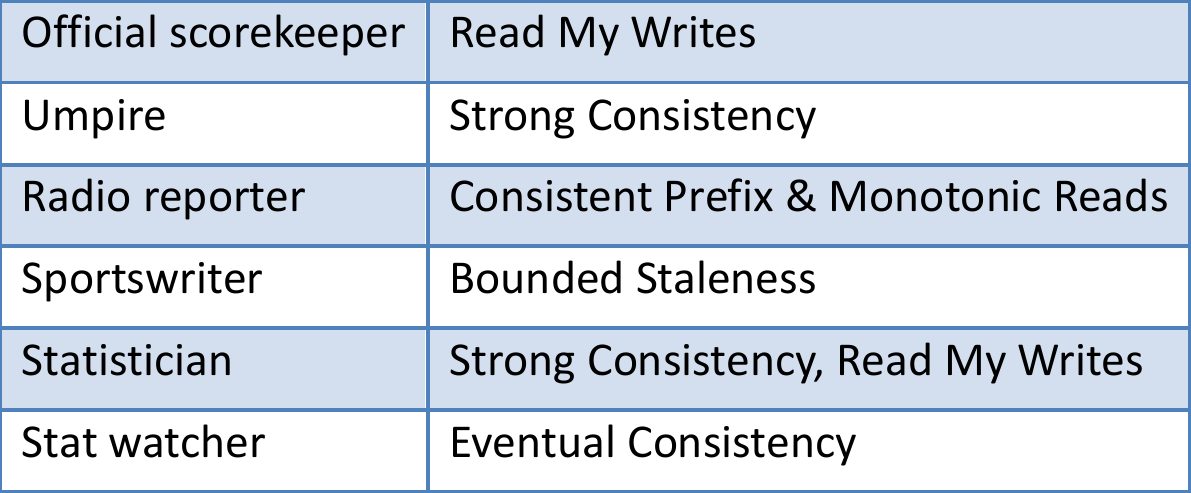 Official scorekeeper Read My Writes
Umpire Strong Consistency
Radio reporter Consistent Prefix & Monotonic Reads
Sportswriter Bounded Staleness
Statistician Strong Consistency, Read My Writes
Stat watcher Eventual Consistency